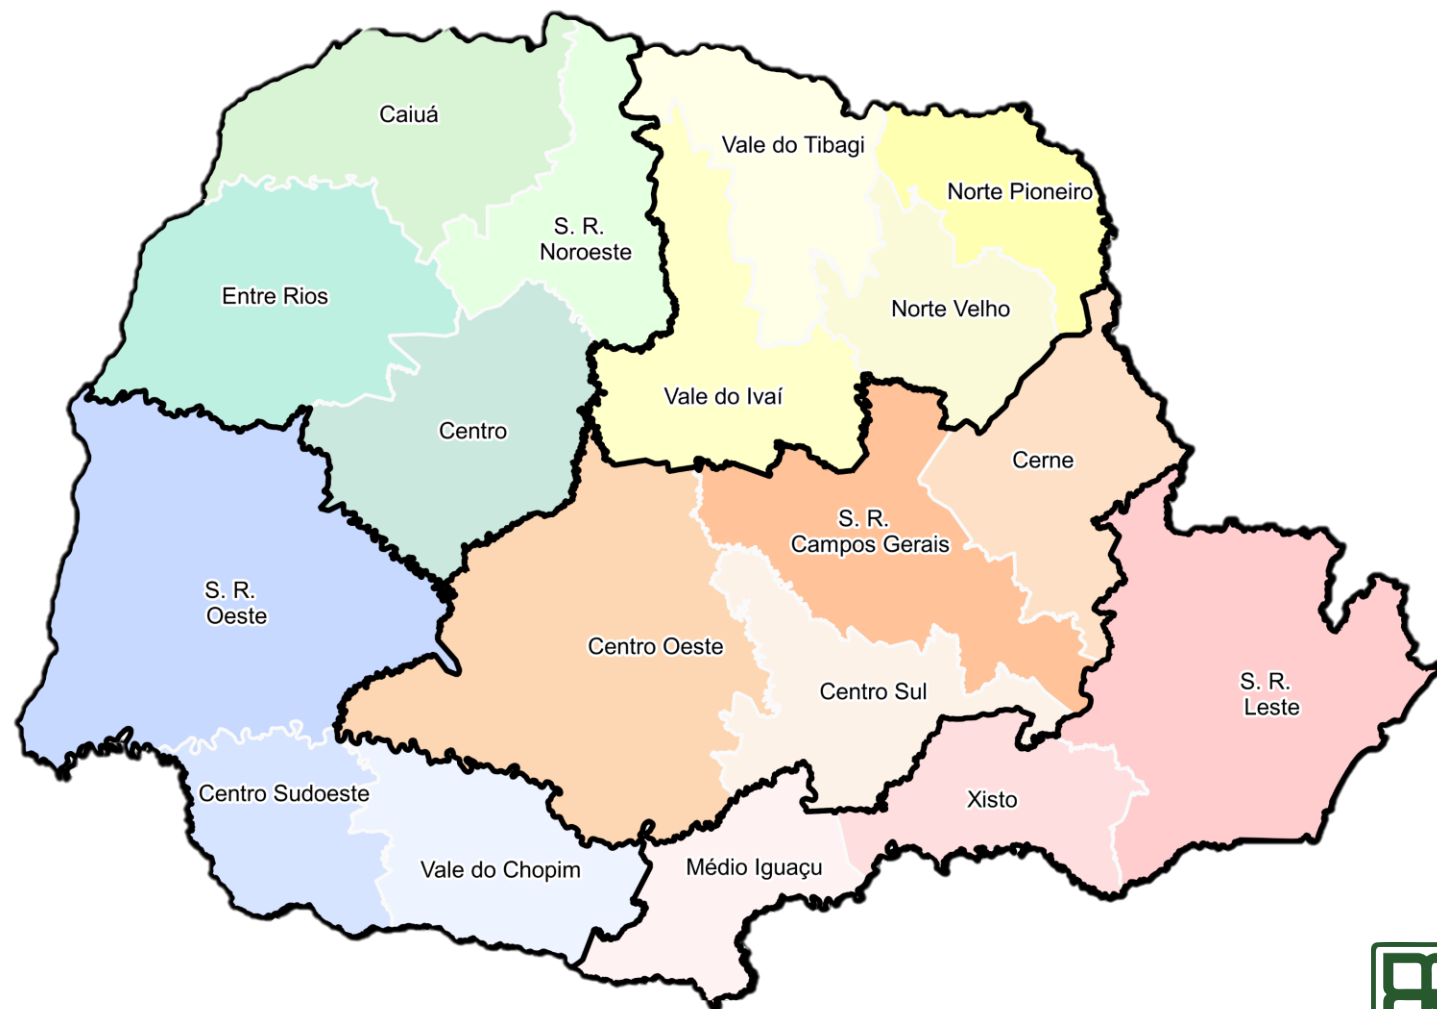 Caiuá
Vale do Tibagi
Norte Pioneiro
S. R.
Noroeste
Entre Rios
Norte Velho
Vale do Ivaí
Centro
Cerne
S. R.
Campos Gerais
S. R.
Oeste
Centro Oeste
Centro Sul
S. R.
Leste
Centro Sudoeste
Xisto
Vale do Chopim
Médio Iguaçu